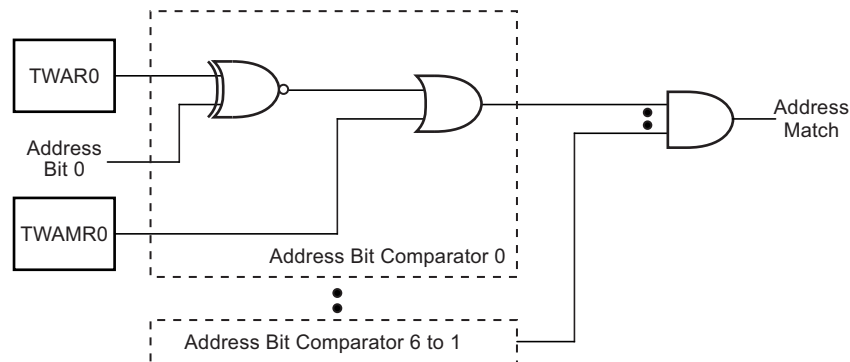 TWAR0
Address
Bit 0
TWAMR0
Address Bit Comparator 0
Address Bit Comparator 6 to 1
Address
Match